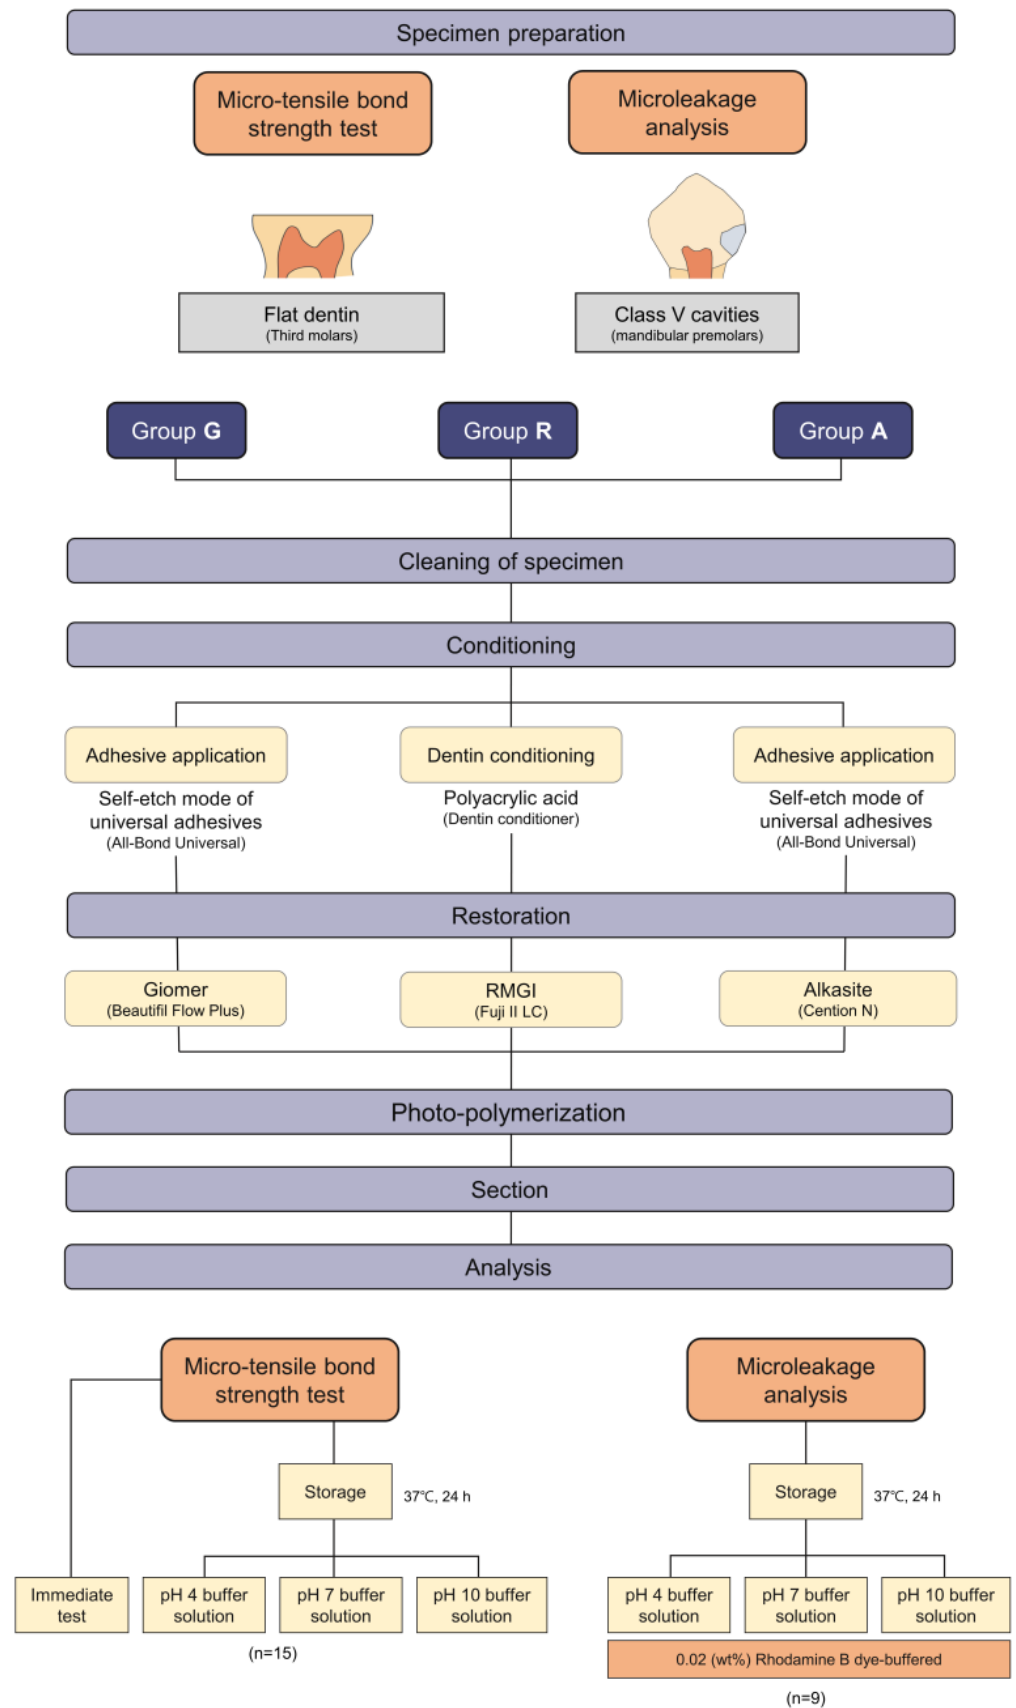 Specimen preparation
Micro-tensile bond
strength test
Microleakage
analysis
Flat dentin
(Third molars)
Class V cavities
(mandibular premolars)
Group G
Group R
Group A
Cleaning of specimen
Conditioning
Adhesive application
Self-etch mode of
universal adhesives
(All-Bond Universal)
Dentin conditioning
Polyacrylic acid
(Dentin conditioner)
Adhesive application
Self-etch mode of
universal adhesives
(All-Bond Universal)
Restoration
Giomer
(Beautifil Flow Plus)
RMGI
(Fuji II LC)
Alkasite
(Cention N)
Photo-polymerization
Section
Analysis
Micro-tensile bond
strength test
Storage
37℃, 24 h
Immediate
test
pH 4 buffer
solution
pH 7 buffer
solution
pH 10 buffer
solution
(n=15)
Microleakage
analysis
Storage
37℃, 24 h
pH 4 buffer
solution
pH 7 buffer
solution
pH 10 buffer
solution
0.02 (wt%) Rhodamine B dye-buffered
(n=9)